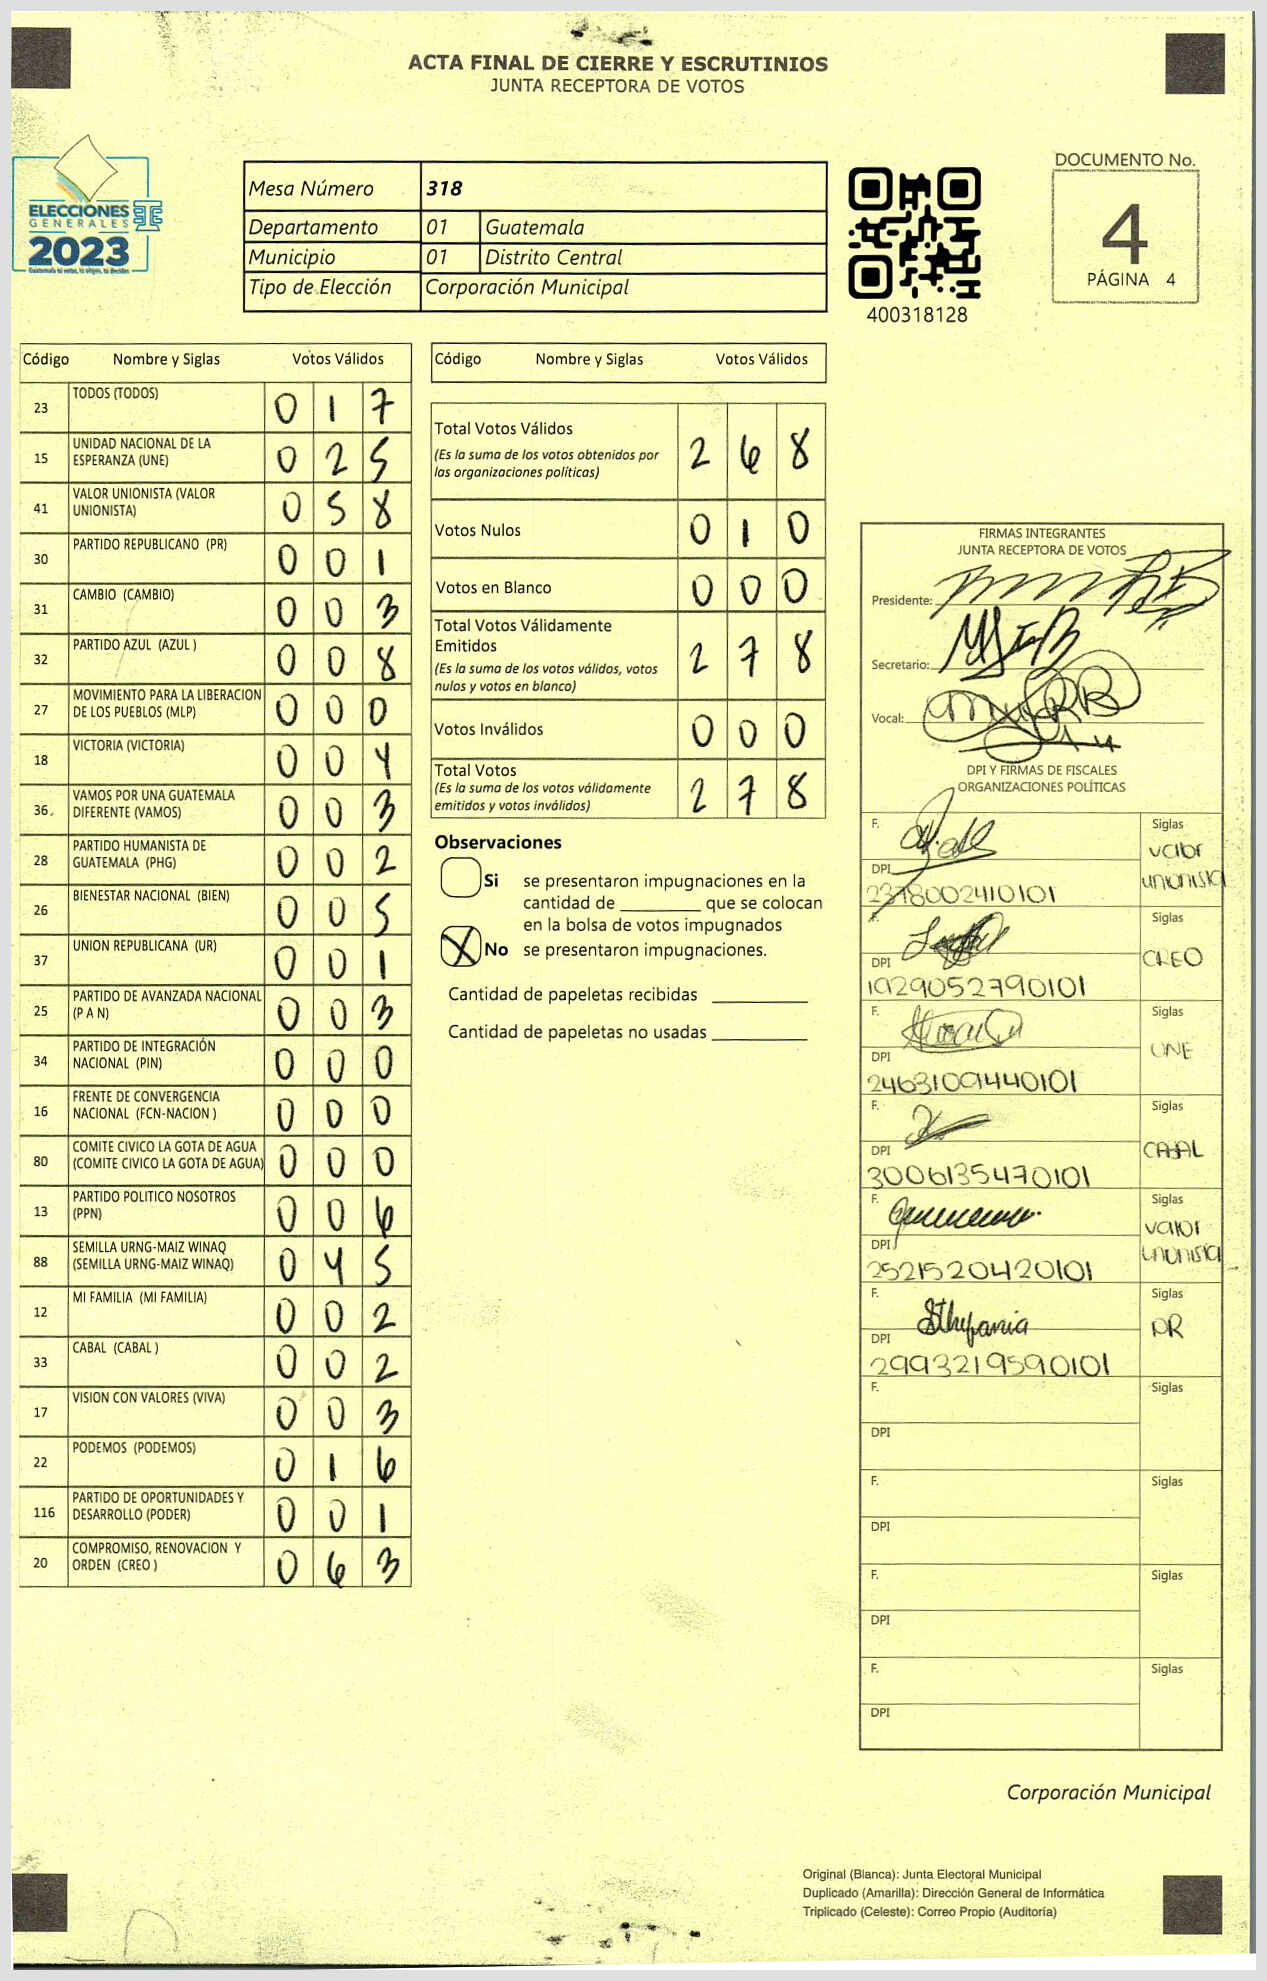 ACTA FINAL DE CIERRE Y ESCRUTINIOS
JUNTA RECEPTORA DE VOTOS
ELECCIONES
GENERALES
2023
Guatemala tú votas, tú eliges, tú decides
Mesa Número 318
Departamento 01 Guatemala
Municipio 01 Distrito Central
Tipo de Elección Corporación Municipal
400318128
DOCUMENTO No.
4
PÁGINA 4
Código Nombre y Siglas Votos Válidos
23 TODOS (TODOS) 0 1 7
15 UNIDAD NACIONAL DE LA ESPERANZA (UNE) 0 2 5
41 VALOR UNIONISTA (VALOR UNIONISTA) 0 5 8
30 PARTIDO REPUBLICANO (PR) 0 0 1
31 CAMBIO (CAMBIO) 0 0 3
32 PARTIDO AZUL (AZUL ) 0 0 8
27 MOVIMIENTO PARA LA LIBERACION DE LOS PUEBLOS (MLP) 0 0 0
18 VICTORIA (VICTORIA) 0 0 4
36 VAMOS POR UNA GUATEMALA DIFERENTE (VAMOS) 0 0 3
28 PARTIDO HUMANISTA DE GUATEMALA (PHG) 0 0 2
26 BIENESTAR NACIONAL (BIEN) 0 0 5
37 UNION REPUBLICANA (UR) 0 0 1
25 PARTIDO DE AVANZADA NACIONAL (P A N) 0 0 3
34 PARTIDO DE INTEGRACIÓN NACIONAL (PIN) 0 0 0
16 FRENTE DE CONVERGENCIA NACIONAL (FCN-NACION ) 0 0 0
80 COMITE CIVICO LA GOTA DE AGUA (COMITE CIVICO LA GOTA DE AGUA) 0 0 0
13 PARTIDO POLITICO NOSOTROS (PPN) 0 0 6
88 SEMILLA URNG-MAIZ WINAQ (SEMILLA URNG-MAIZ WINAQ) 0 4 5
12 MI FAMILIA (MI FAMILIA) 0 0 2
33 CABAL (CABAL ) 0 0 2
17 VISION CON VALORES (VIVA) 0 0 3
22 PODEMOS (PODEMOS) 0 1 6
116 PARTIDO DE OPORTUNIDADES Y DESARROLLO (PODER) 0 0 1
20 COMPROMISO, RENOVACION Y ORDEN (CREO ) 0 6 3
Código Nombre y Siglas Votos Válidos
Total Votos Válidos 2 6 8
(Es la suma de los votos obtenidos por
las organizaciones políticas)
Votos Nulos 0 1 0
Votos en Blanco 0 0 0
Total Votos Válidamente
Emitidos 2 7 8
(Es la suma de los votos válidos, votos
nulos y votos en blanco)
Votos Inválidos 0 0 0
Total Votos 2 7 8
(Es la suma de los votos válidamente
emitidos y votos inválidos)
Observaciones
Si se presentaron impugnaciones en la
cantidad de ________ que se colocan
en la bolsa de votos impugnados
X No se presentaron impugnaciones.
Cantidad de papeletas recibidas ________
Cantidad de papeletas no usadas ________
FIRMAS INTEGRANTES
JUNTA RECEPTORA DE VOTOS
Presidente:
Secretario:
Vocal:
DPI Y FIRMAS DE FISCALES
ORGANIZACIONES POLÍTICAS
F. Siglas
valor
unionista
DPI
2378002410101
F. Siglas
CREO
DPI
1929052790101
F. Siglas
UNE
DPI
2463109440101
F. Siglas
CABAL
DPI
3006135470101
F. Siglas
valor
unionista
DPI
2521520420101
F. Sthepania Siglas
PR
DPI
2993219590101
F. Siglas
DPI
F. Siglas
DPI
F. Siglas
DPI
F. Siglas
DPI
Corporación Municipal
Original (Blanca): Junta Electoral Municipal
Duplicado (Amarilla): Dirección General de Informática
Triplicado (Celeste): Correo Propio (Auditoría)